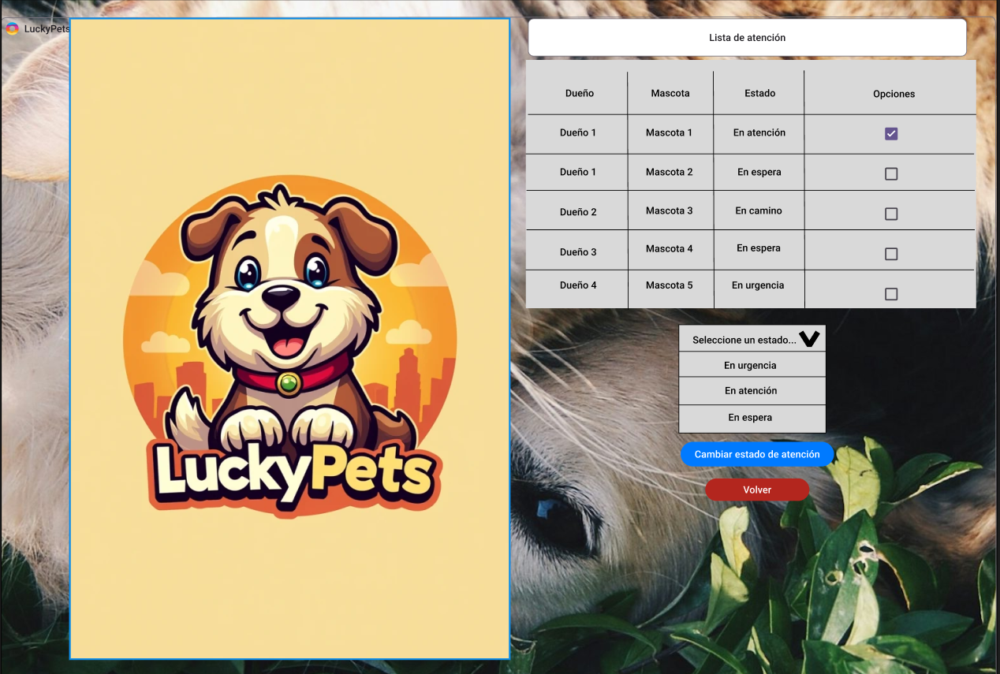 LuckyPets
LuckyPets
Lista de atención
Dueño Mascota Estado Opciones
Dueño 1 Mascota 1 En atención
Dueño 1 Mascota 2 En espera
Dueño 2 Mascota 3 En camino
Dueño 3 Mascota 4 En espera
Dueño 4 Mascota 5 En urgencia
Seleccione un estado...
En urgencia
En atención
En espera
Cambiar estado de atención
Volver